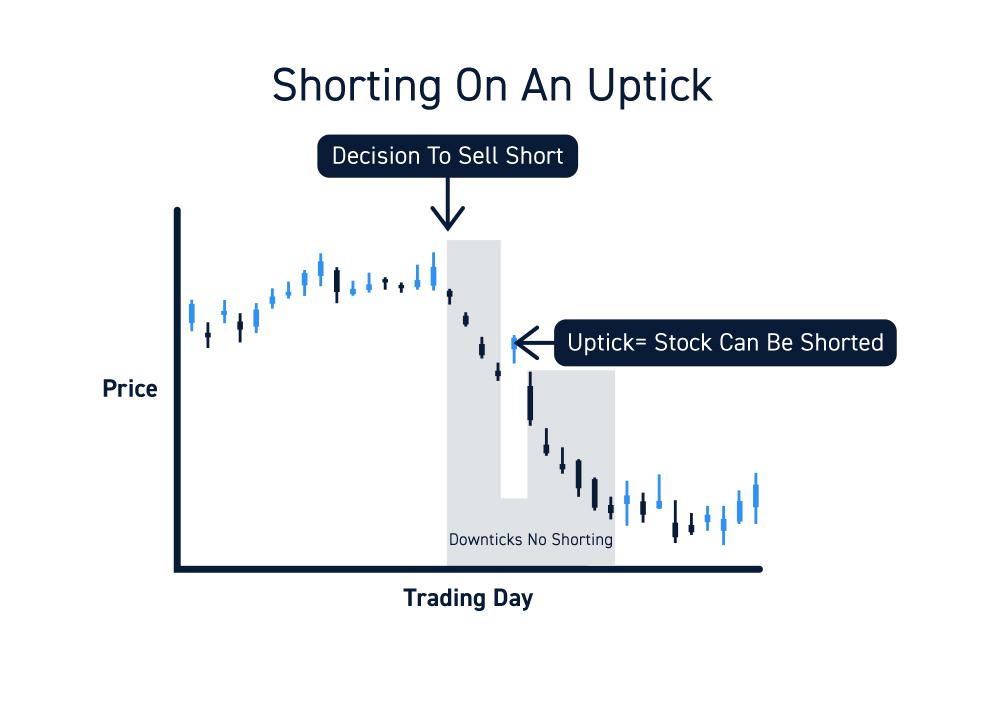 Shorting On An Uptick
Decision To Sell Short
Uptick= Stock Can Be Shorted
Price
Downticks No Shorting
Trading Day